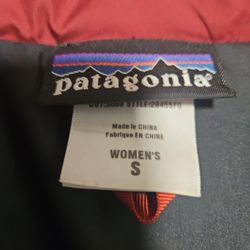 patagonia®
Made in CHINA
Fabriqué EN CHINE
WOMEN'S
S